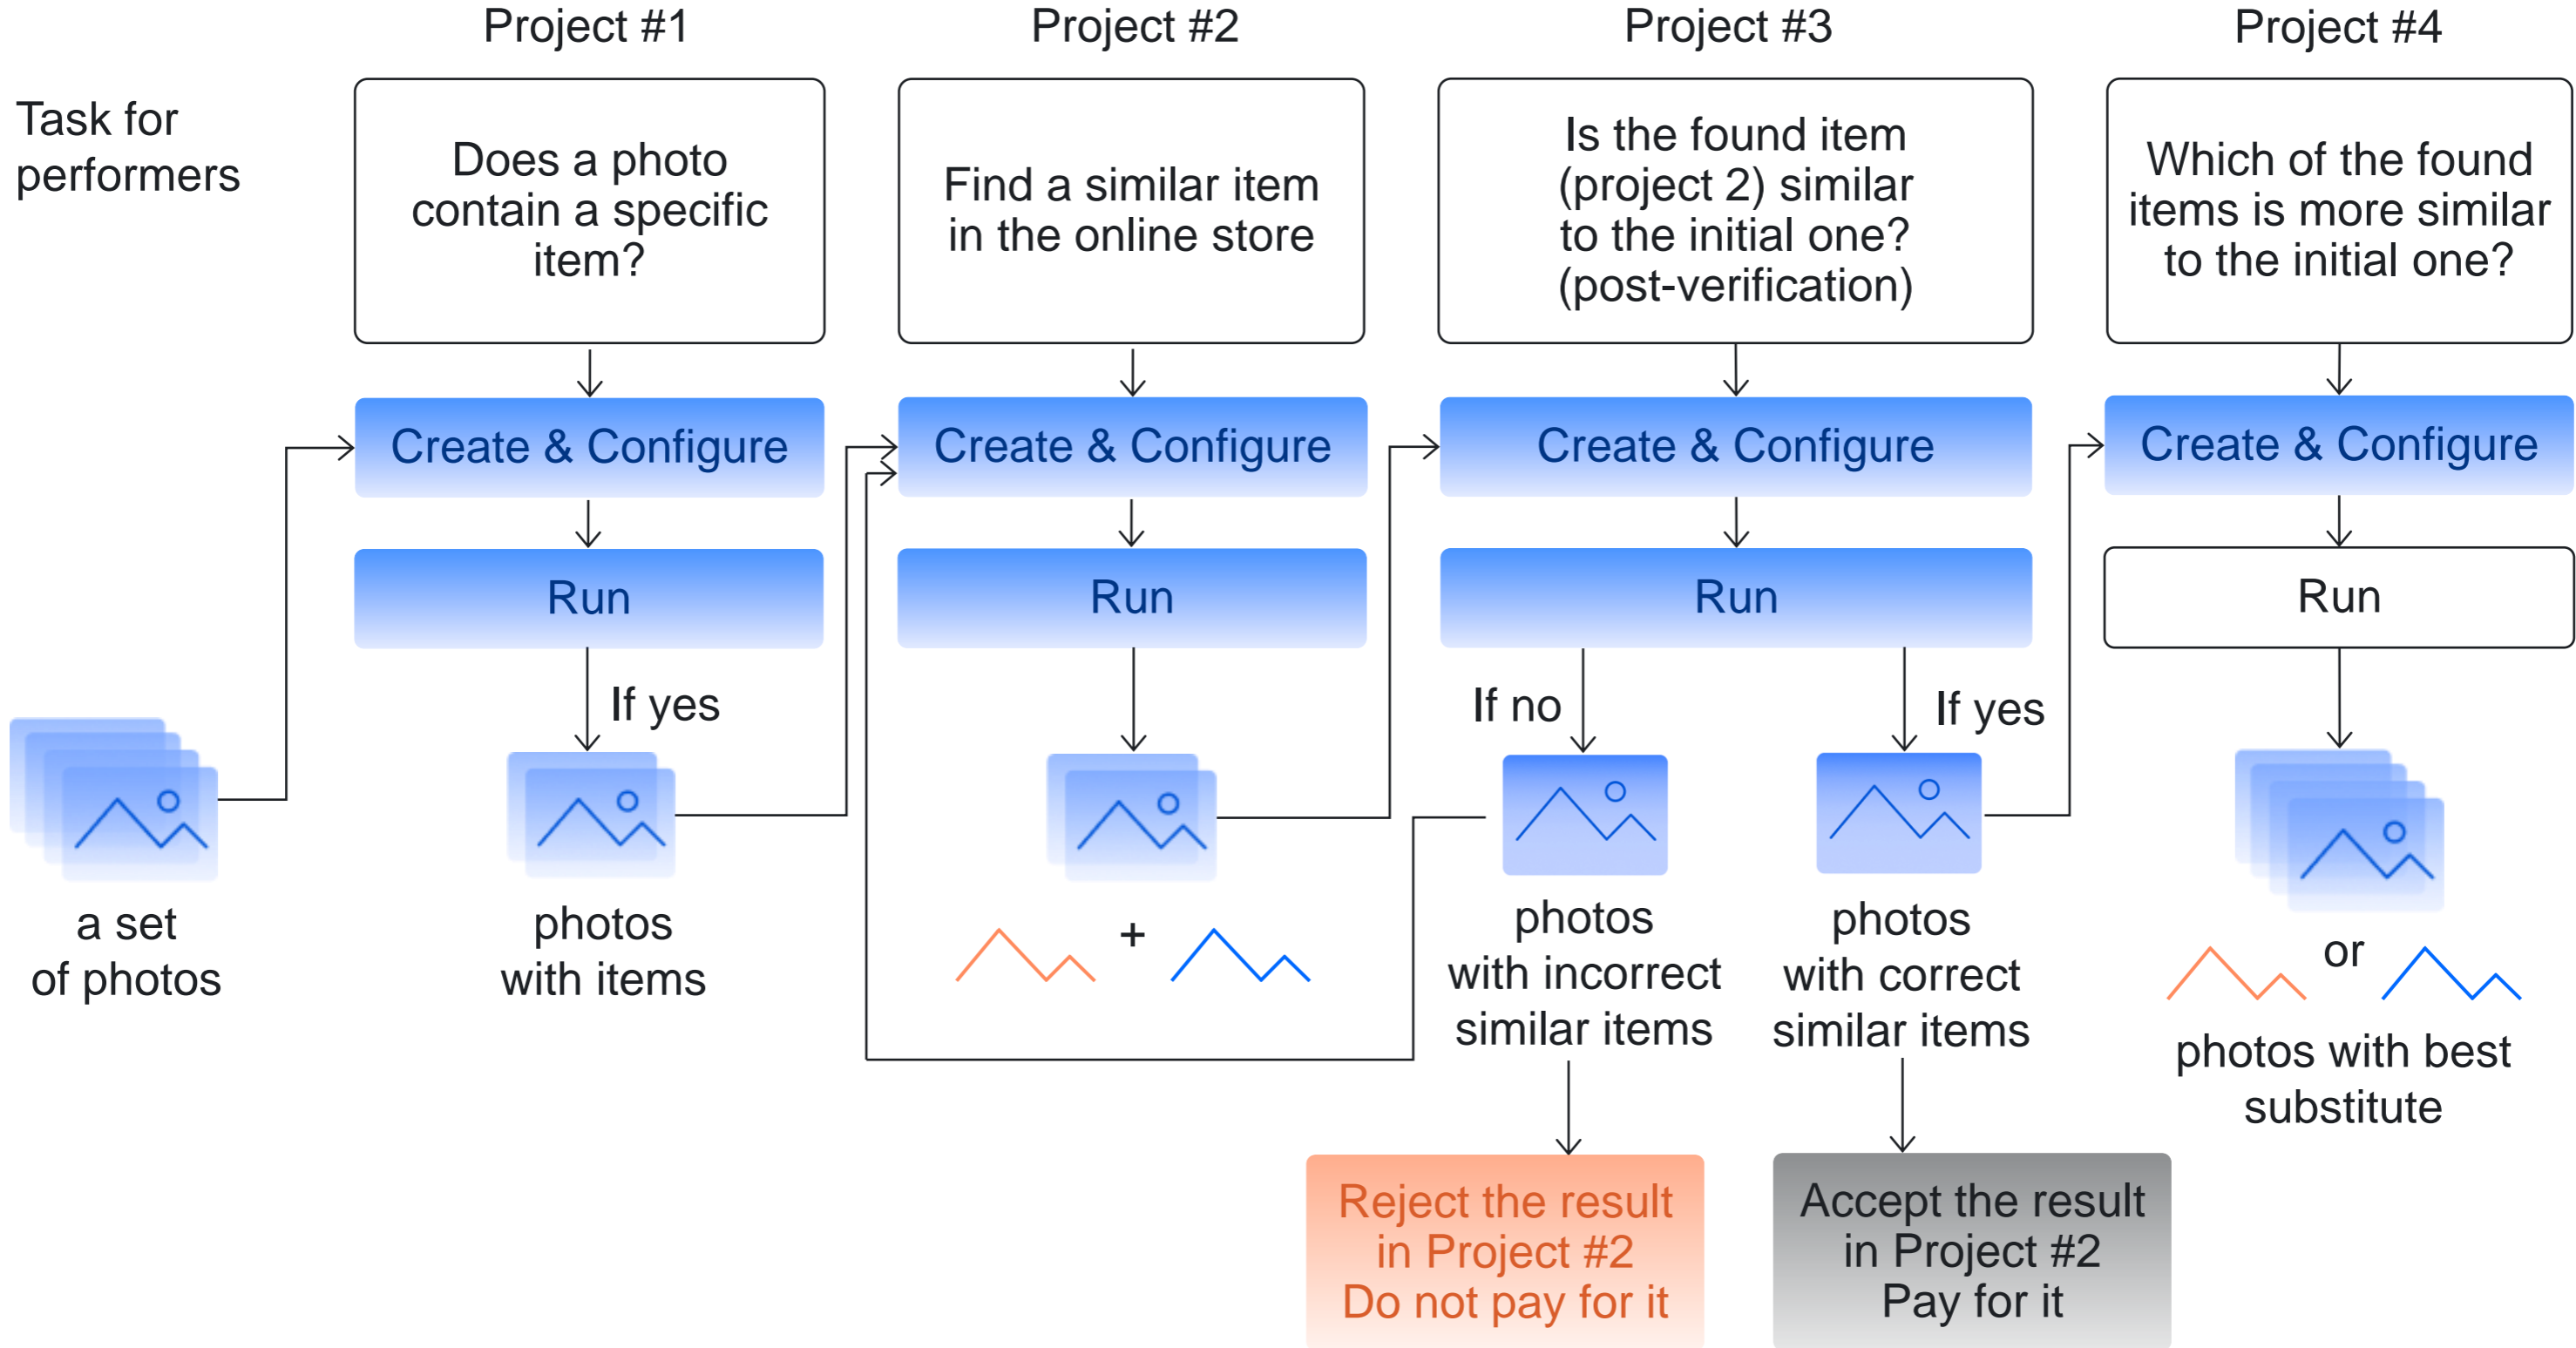 Project #1
Project #2
Project #3
Project #4
Task for
performers
Does a photo
contain a specific
item?
Find a similar item
in the online store
Is the found item
(project 2) similar
to the initial one?
(post-verification)
Which of the found
items is more similar
to the initial one?
Create & Configure
Create & Configure
Create & Configure
Create & Configure
Run
Run
Run
Run
If yes
If no
If yes
a set
of photos
photos
with items
+
photos
with incorrect
similar items
photos
with correct
similar items
or
photos with best
substitute
Reject the result
in Project #2
Do not pay for it
Accept the result
in Project #2
Pay for it